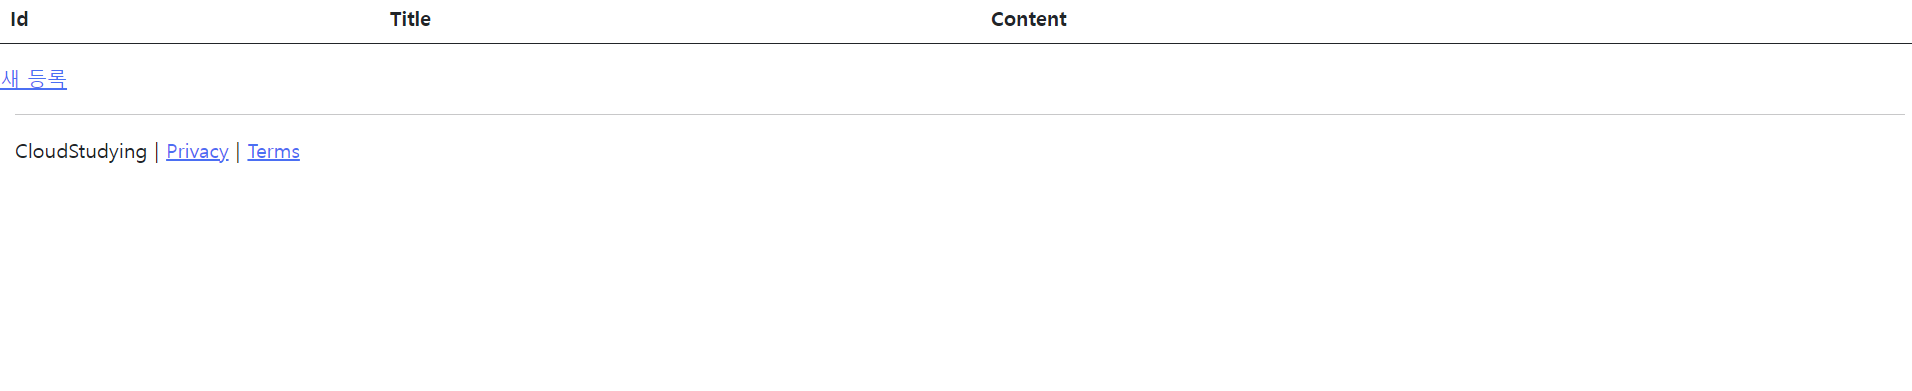 Id Title Content
새 등록
CloudStudying | Privacy | Terms